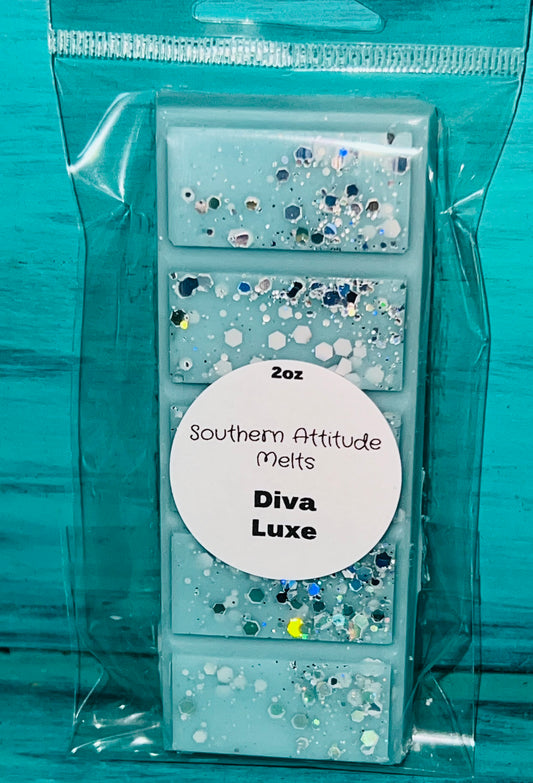 2oz
Southern Attitude
Melts
Diva
Luxe